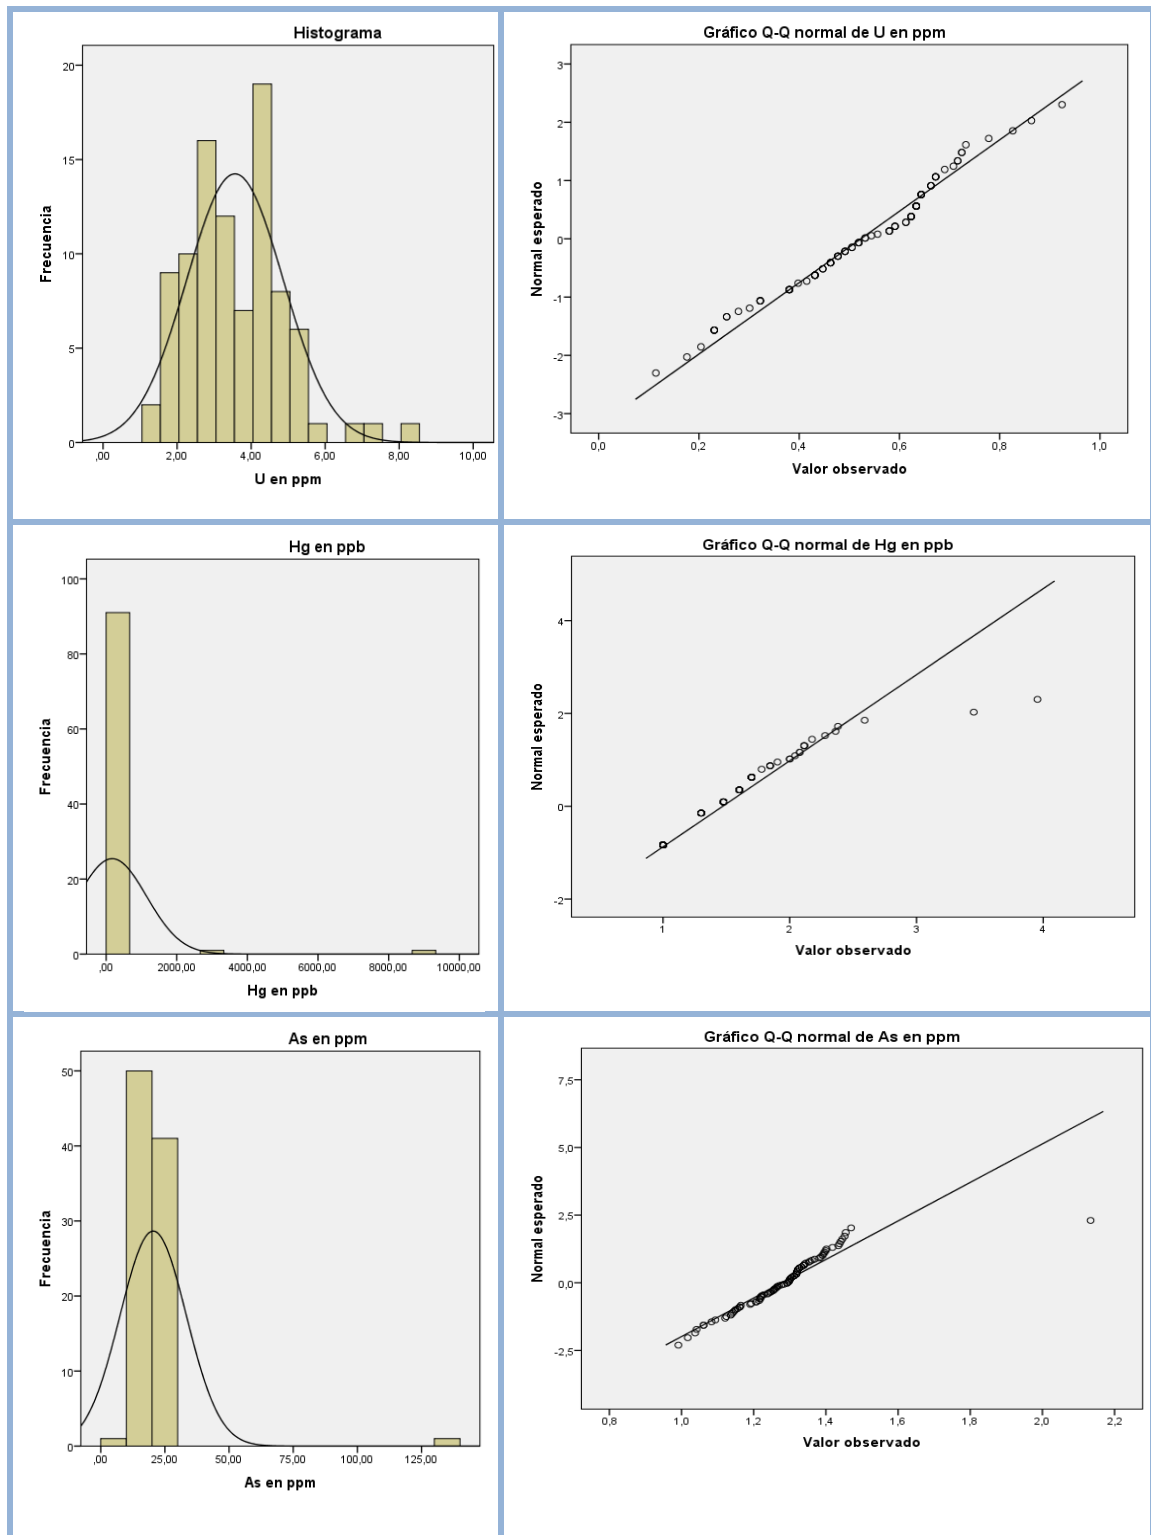 Histograma
20
15
10
5
0
Frecuencia
,00 2,00 4,00 6,00 8,00 10,00
U en ppm
Gráfico Q-Q normal de U en ppm
3
2
1
0
-1
-2
-3
Normal esperado
0,0 0,2 0,4 0,6 0,8 1,0
Valor observado
Hg en ppb
100
80
60
40
20
0
Frecuencia
,00 2000,00 4000,00 6000,00 8000,00 10000,00
Hg en ppb
Gráfico Q-Q normal de Hg en ppb
4
2
0
-2
Normal esperado
1 2 3 4
Valor observado
As en ppm
50
40
30
20
10
0
Frecuencia
,00 25,00 50,00 75,00 100,00 125,00
As en ppm
Gráfico Q-Q normal de As en ppm
7,5
5,0
2,5
0,0
-2,5
Normal esperado
0,8 1,0 1,2 1,4 1,6 1,8 2,0 2,2
Valor observado